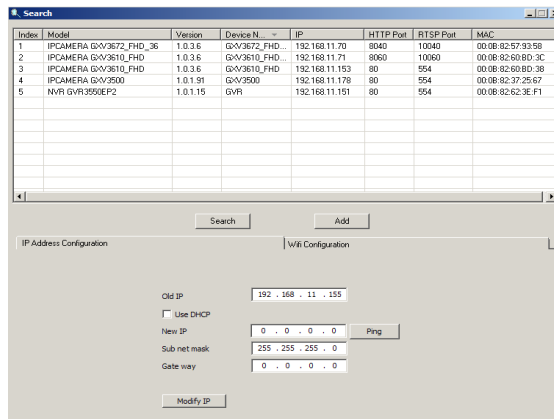 Search
Index Model Version Device N... IP HTTP Port RTSP Port MAC
1 IPCAMERA GXV3672_FHD_36 1.0.3.6 GXV3672_FHD... 192.168.11.70 8040 10040 00:0B:82:57:93:58
2 IPCAMERA GXV3610_FHD 1.0.3.6 GXV3610_FHD... 192.168.11.71 8060 10060 00:0B:82:60:BD:3C
3 IPCAMERA GXV3610_FHD 1.0.3.6 GXV3610_FHD 192.168.11.153 80 554 00:0B:82:60:BD:38
4 IPCAMERA GXV3500 1.0.1.91 GXV3500 192.168.11.178 80 554 00:0B:82:37:25:67
5 NVR GVR3550EP2 1.0.1.15 GVR 192.168.11.151 80 554 00:0B:82:62:3E:F1
Search Add
IP Address Configuration Wifi Configuration
Old IP 192 . 168 . 11 . 155
Use DHCP
New IP 0 . 0 . 0 . 0 Ping
Sub net mask 255 . 255 . 255 . 0
Gate way 0 . 0 . 0 . 0
Modify IP